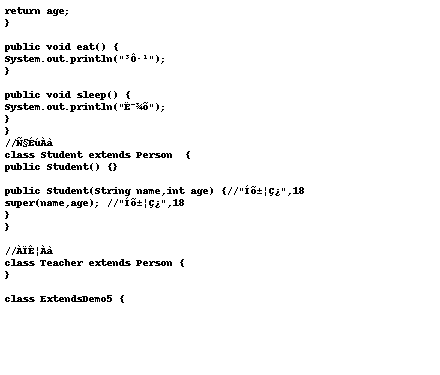 return age;
}
public void eat() {
System.out.println("³Ô·¹");
}
public void sleep() {
System.out.println("Ë¯¾õ");
}
}
//Ñ§ÉúÀà
class Student extends Person {
public Student() {}
public Student(String name,int age) {//"Íõ±¦Ç¿",18
super(name,age); //"Íõ±¦Ç¿",18
}
}
//ÀÏÊ¦Àà
class Teacher extends Person {
}
class ExtendsDemo5 {